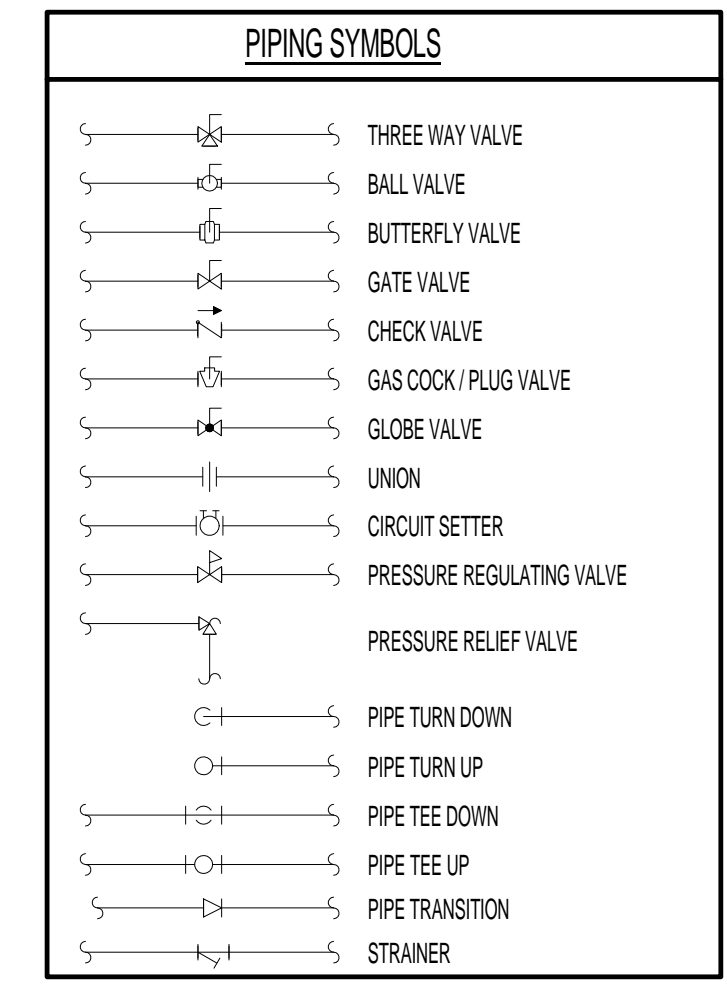 PIPING SYMBOLS
THREE WAY VALVE
BALL VALVE
BUTTERFLY VALVE
GATE VALVE
CHECK VALVE
GAS COCK / PLUG VALVE
GLOBE VALVE
UNION
CIRCUIT SETTER
PRESSURE REGULATING VALVE
PRESSURE RELIEF VALVE
PIPE TURN DOWN
PIPE TURN UP
PIPE TEE DOWN
PIPE TEE UP
PIPE TRANSITION
STRAINER